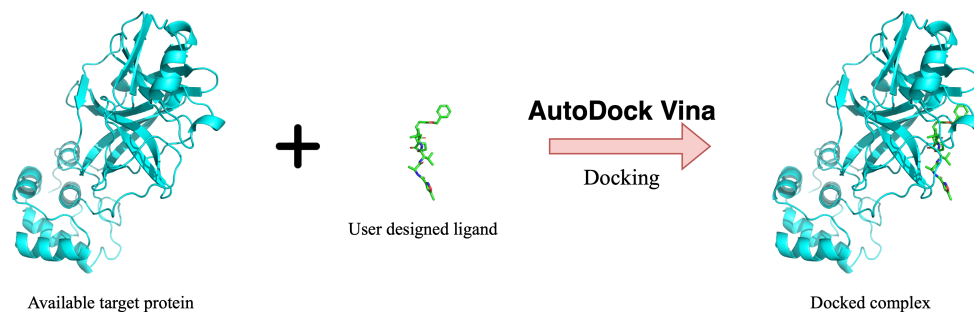 AutoDock Vina
Docking
User designed ligand
Available target protein
Docked complex